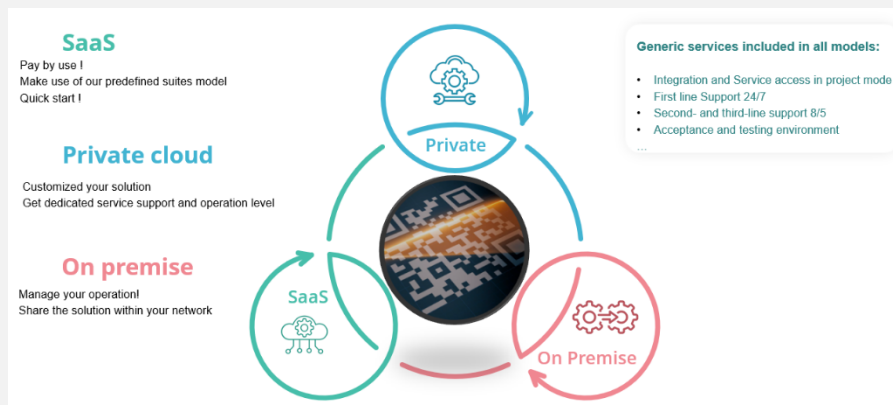 SaaS
Pay by use !
Make use of our predefined suites model
Quick start !
Private cloud
Customized your solution
Get dedicated service support and operation level
On premise
Manage your operation!
Share the solution within your network
Private
SaaS
On Premise
Generic services included in all models:
• Integration and Service access in project mode
• First line Support 24/7
• Second- and third-line support 8/5
• Acceptance and testing environment
...